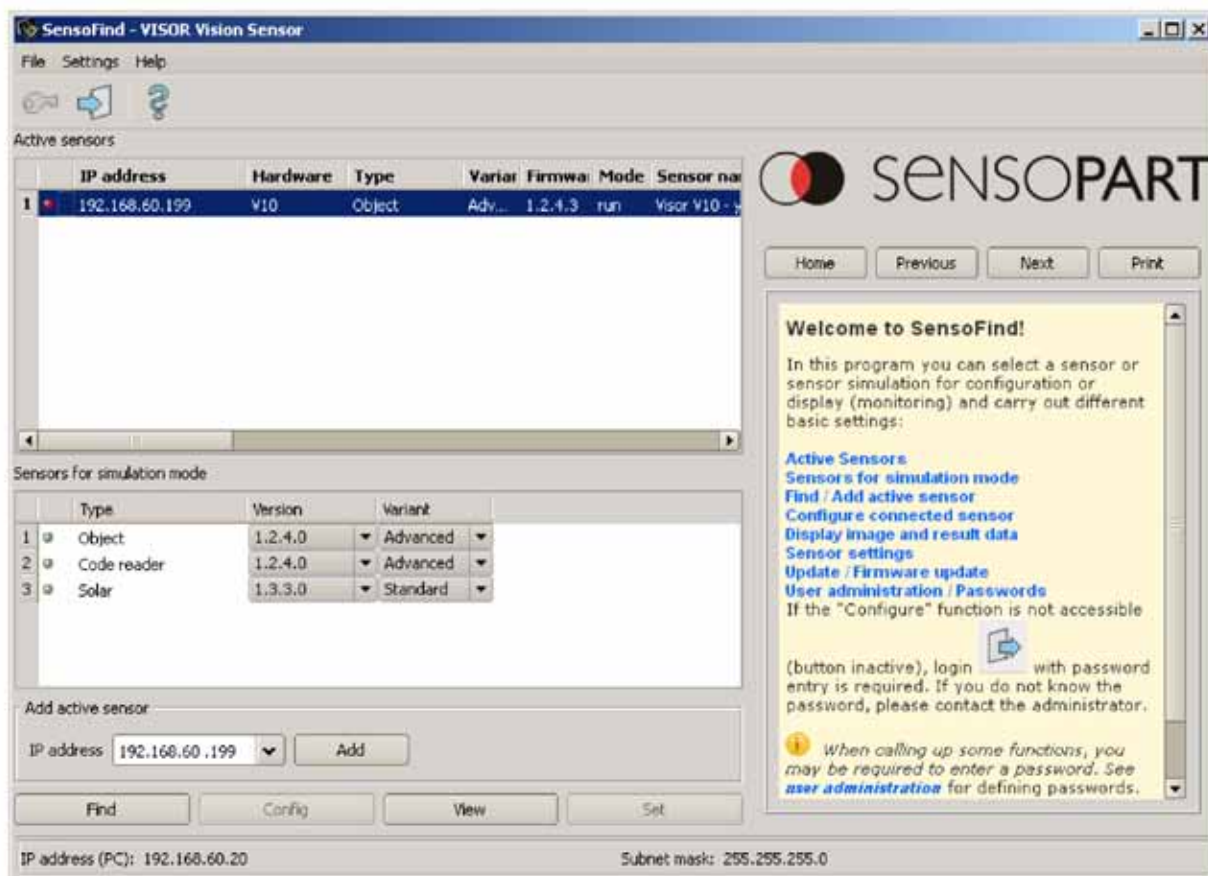 SensoFind - VISOR Vision Sensor
File Settings Help
Active sensors
IP address Hardware Type Variar Firmwa Mode Sensor nar
1 192.168.60.199 V10 Object Adv... 1.2.4.3 run Visor V10 -
Sensors for simulation mode
Type Version Variant
1 Object 1.2.4.0 Advanced
2 Code reader 1.2.4.0 Advanced
3 Solar 1.3.3.0 Standard
Add active sensor
IP address 192.168.60 .199 Add
Find Config View Set
SENSOPART
Home Previous Next Print
Welcome to SensoFind!
In this program you can select a sensor or
sensor simulation for configuration or
display (monitoring) and carry out different
basic settings:
Active Sensors
Sensors for simulation mode
Find / Add active sensor
Configure connected sensor
Display image and result data
Sensor settings
Update / Firmware update
User administration / Passwords
If the "Configure" function is not accessible
(button inactive), login with password
entry is required. If you do not know the
password, please contact the administrator.
When calling up some functions, you
may be required to enter a password. See
user administration for defining passwords.
IP address (PC): 192.168.60.20 Subnet mask: 255.255.255.0